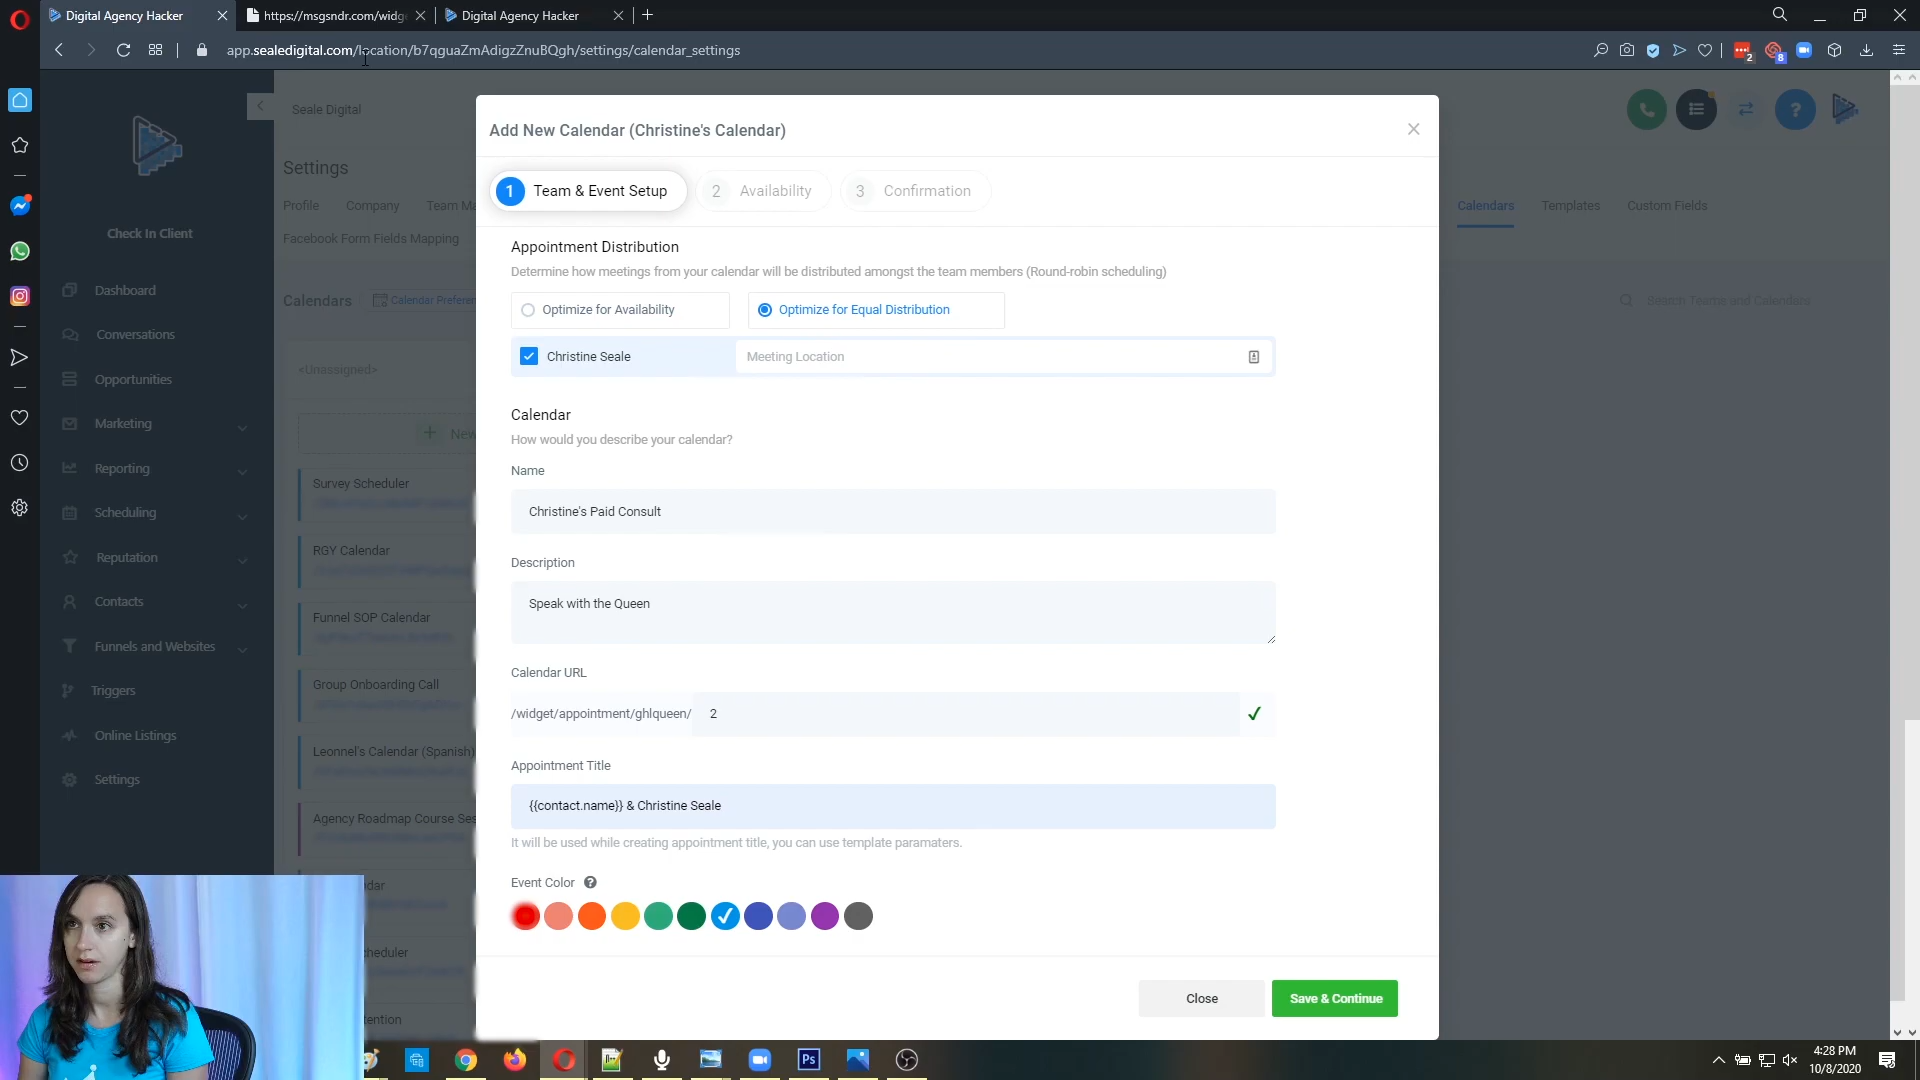 Digital Agency Hacker
https://msgsndr.com/widg
Digital Agency Hacker
app.sealedigital.com/location/b7qguaZmAdigzZnuBQgh/settings/calendar_settings
2
8
Seale Digital
Settings
Profile Company Team Ma
Calendars Templates Custom Fields
Facebook Form Fields Mapping
Calendars Calendar Preferen
Search Teams and Calendars
<Unassigned>
+ New
Survey Scheduler
RGY Calendar
Funnel SOP Calendar
Group Onboarding Call
Leonnel's Calendar (Spanish)
Agency Roadmap Course Ses
dar
heduler
tention
Check In Client
Dashboard
Conversations
Opportunities
Marketing
Reporting
Scheduling
Reputation
Contacts
Funnels and Websites
Triggers
Online Listings
Settings
Add New Calendar (Christine's Calendar)
1 Team & Event Setup
2 Availability
3 Confirmation
Appointment Distribution
Determine how meetings from your calendar will be distributed amongst the team members (Round-robin scheduling)
Optimize for Availability
Optimize for Equal Distribution
Christine Seale
Meeting Location
Calendar
How would you describe your calendar?
Name
Christine's Paid Consult
Description
Speak with the Queen
Calendar URL
/widget/appointment/ghlqueen/ 2
Appointment Title
{{contact.name}} & Christine Seale
It will be used while creating appointment title, you can use template paramaters.
Event Color ?
Close
Save & Continue
Ps
4:28 PM
10/8/2020